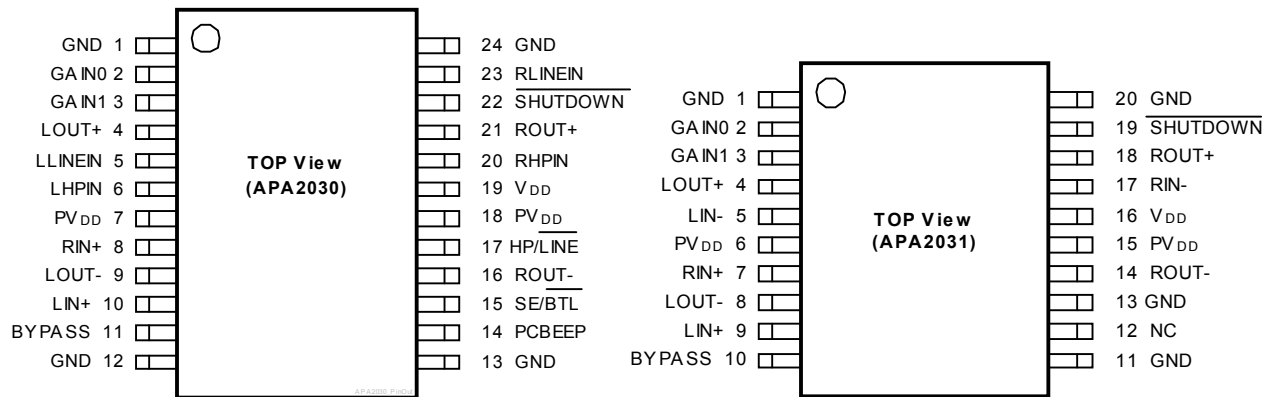 GND 1
GAIN0 2
GAIN1 3
LOUT+ 4
LLINEIN 5
LHPIN 6
PVDD 7
RIN+ 8
LOUT- 9
LIN+ 10
BYPASS 11
GND 12
TOP View
(APA2030)
24 GND
23 RLINEIN
22 SHUTDOWN
21 ROUT+
20 RHPIN
19 VDD
18 PVDD
17 HP/LINE
16 ROUT-
15 SE/BTL
14 PCBEEP
13 GND
APA2030_PinOut
GND 1
GAIN0 2
GAIN1 3
LOUT+ 4
LIN- 5
PVDD 6
RIN+ 7
LOUT- 8
LIN+ 9
BYPASS 10
TOP View
(APA2031)
20 GND
19 SHUTDOWN
18 ROUT+
17 RIN-
16 VDD
15 PVDD
14 ROUT-
13 GND
12 NC
11 GND